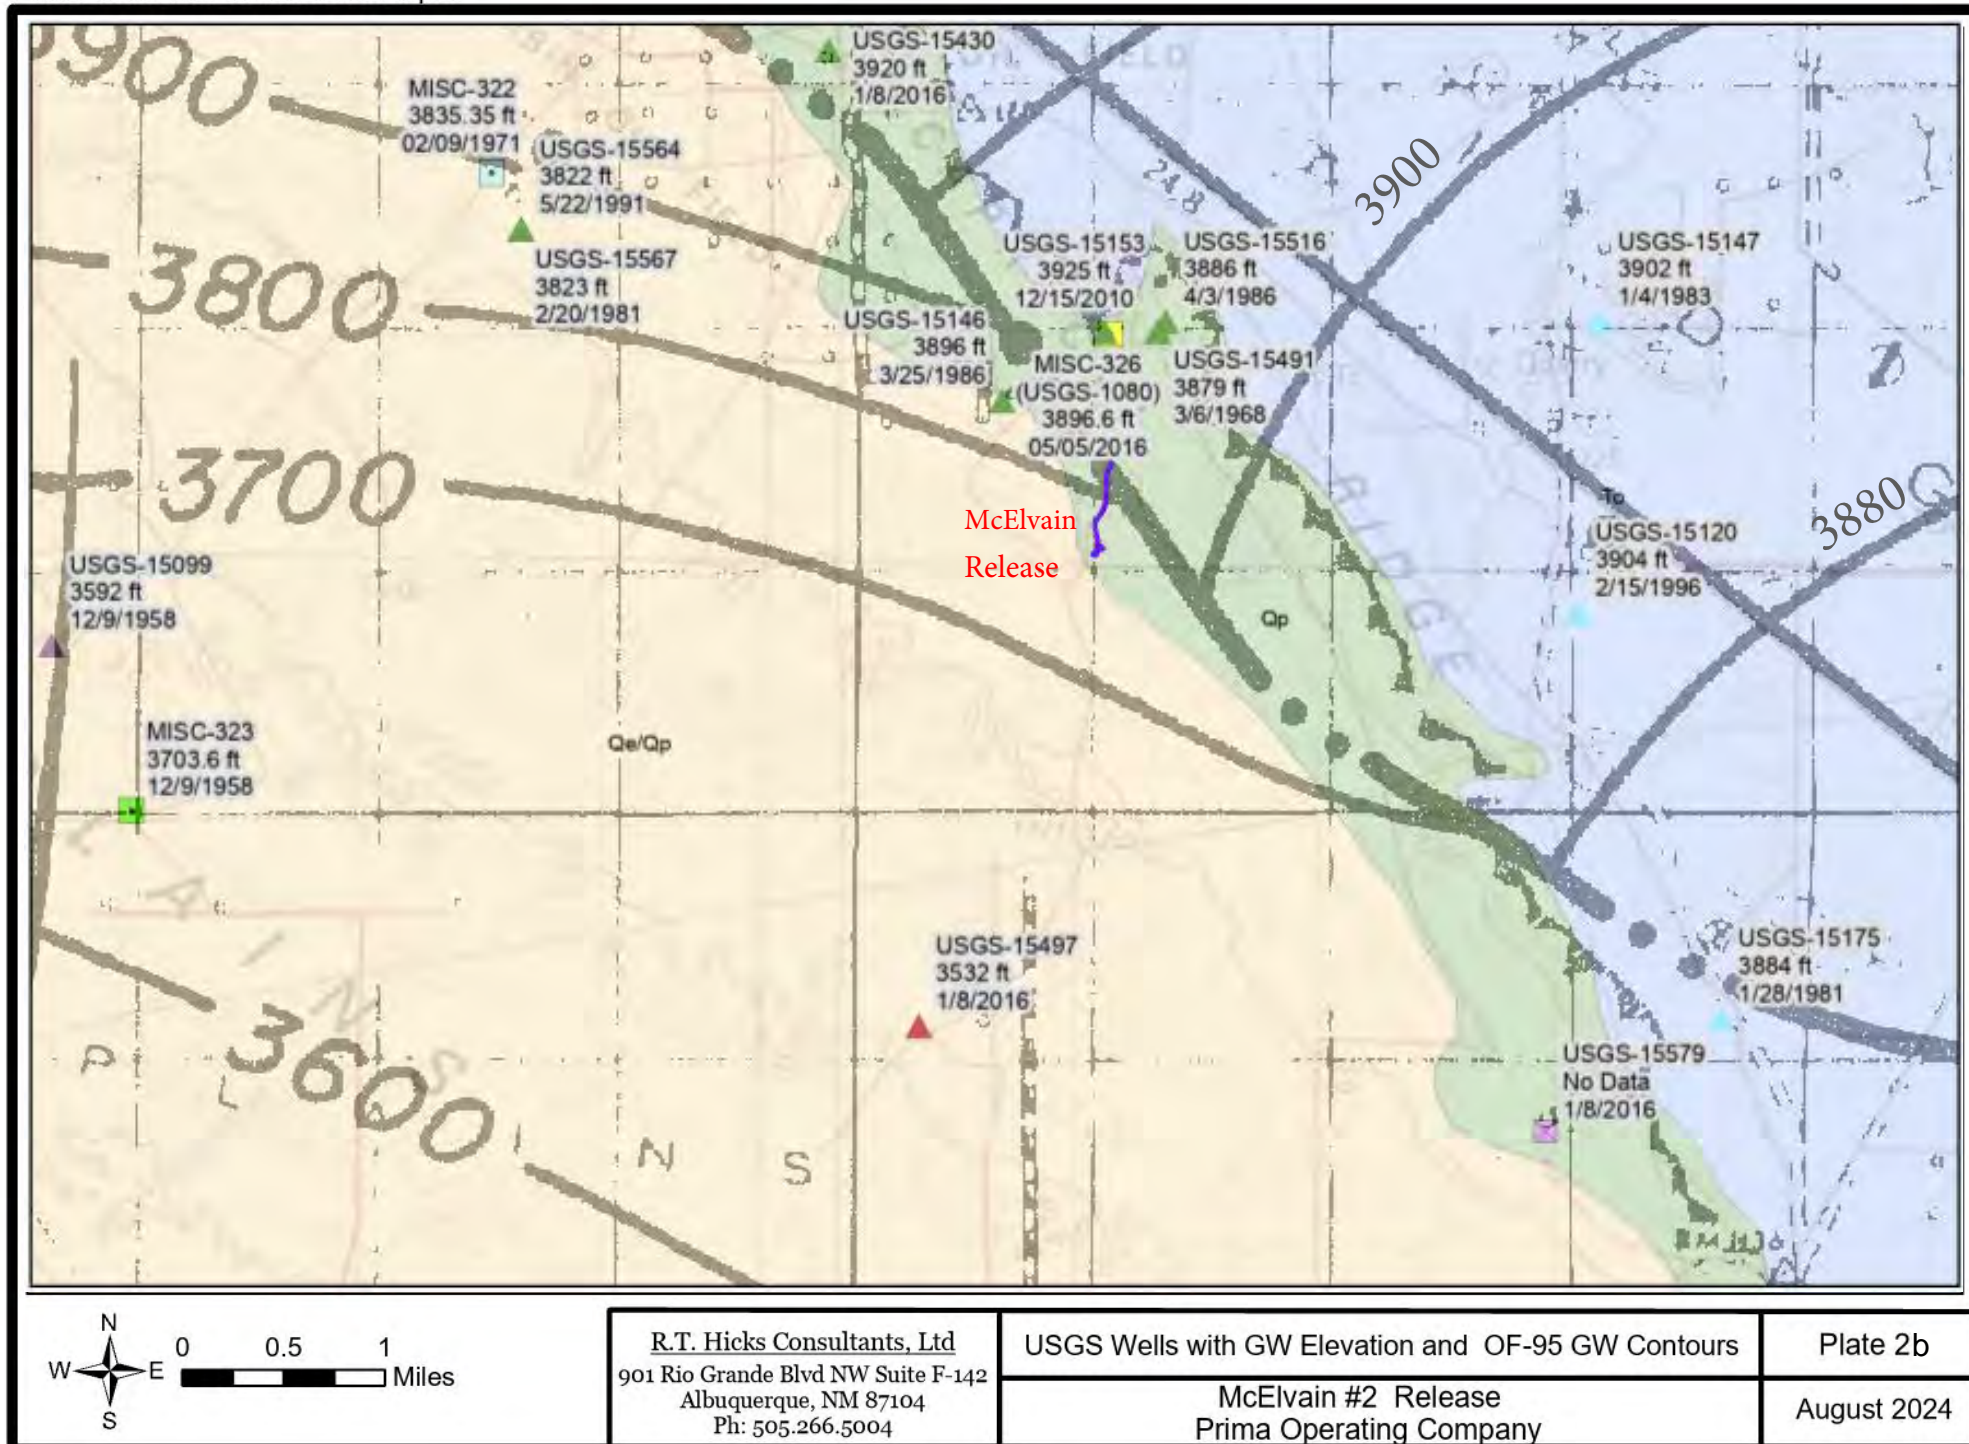 3900
MISC-322
3835.35 ft
02/09/1971
USGS-15564
3822 ft
5/22/1991
USGS-15430
3920 ft
1/8/2016
24.8
3900
3800
USGS-15567
3823 ft
2/20/1981
USGS-15153
3925 ft
12/15/2010
USGS-15516
3886 ft
4/3/1986
USGS-15147
3902 ft
1/4/1983
2
USGS-15146
3896 ft
3/25/1986
MISC-326
(USGS-1080)
3896.6 ft
05/05/2016
USGS-15491
3879 ft
3/6/1968
3700
McElvain
Release
RIDGE
To
USGS-15120
3904 ft
2/15/1996
3880
USGS-15099
3592 ft
12/9/1958
Qp
MISC-323
3703.6 ft
12/9/1958
Qe/Qp
USGS-15497
3532 ft
1/8/2016
USGS-15175
3884 ft
1/28/1981
3600
PLAINS
USGS-15579
No Data
1/8/2016
N
W E
S
0 0.5 1
Miles
R.T. Hicks Consultants, Ltd
901 Rio Grande Blvd NW Suite F-142
Albuquerque, NM 87104
Ph: 505.266.5004
USGS Wells with GW Elevation and OF-95 GW Contours
McElvain #2 Release
Prima Operating Company
Plate 2b
August 2024